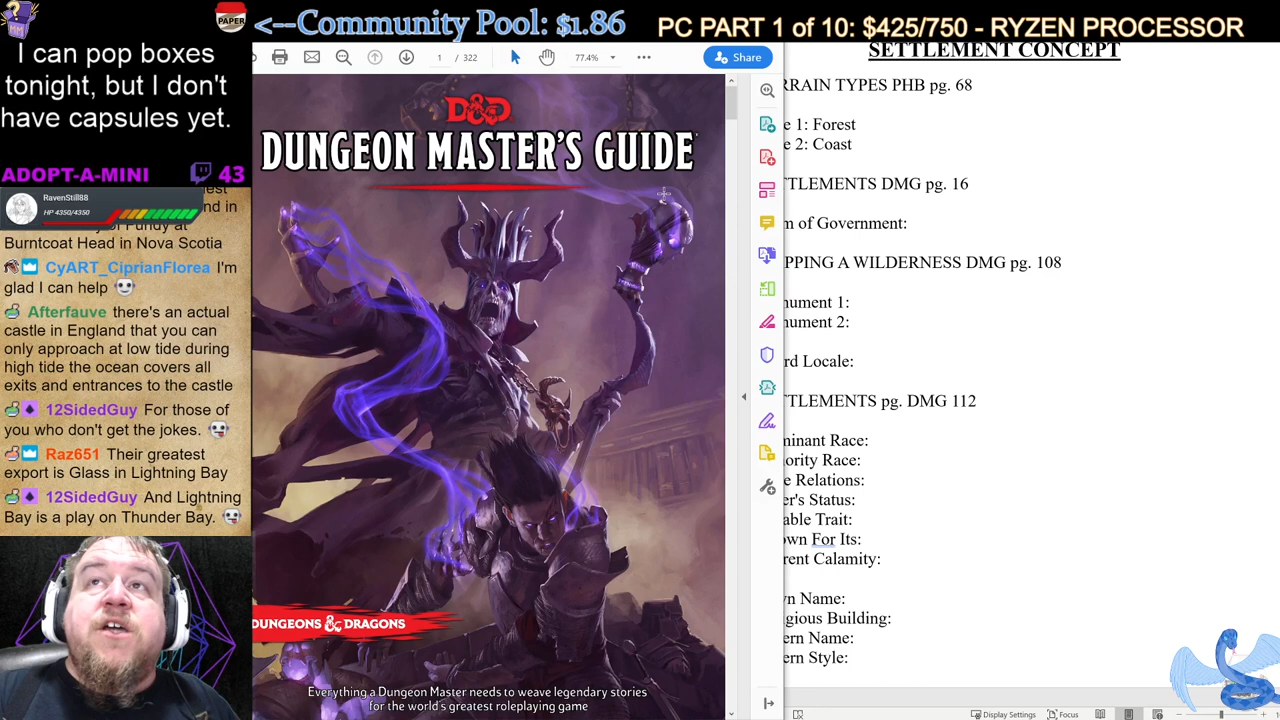 PAPER
<--Community Pool: $1.86
PC PART 1 of 10: $425/750 - RYZEN PROCESSOR
I can pop boxes
tonight, but I don't
have capsules yet.
ADOPT-A-MINI
43
RavenStill88
HP 4350/4350
nd in
Burntcoat Head in Nova Scotia
CyART_CiprianFlorea I'm
glad I can help
Afterfauve there's an actual
castle in England that you can
only approach at low tide during
high tide the ocean covers all
exits and entrances to the castle
12SidedGuy For those of
you who don't get the jokes.
Raz651 Their greatest
export is Glass in Lightning Bay
12SidedGuy And Lightning
Bay is a play on Thunder Bay.
1 / 322
77.4%
Share
D&D
DUNGEON MASTER'S GUIDE
DUNGEONS & DRAGONS
Everything a Dungeon Master needs to weave legendary stories
for the world's greatest roleplaying game
SETTLEMENT CONCEPT
RRAIN TYPES PHB pg. 68
e 1: Forest
e 2: Coast
TTLEMENTS DMG pg. 16
m of Government:
PPING A WILDERNESS DMG pg. 108
nument 1:
nument 2:
rd Locale:
TTLEMENTS pg. DMG 112
minant Race:
ority Race:
e Relations:
er's Status:
able Trait:
own For Its:
rent Calamity:
n Name:
gious Building:
ern Name:
ern Style:
Display Settings
Focus